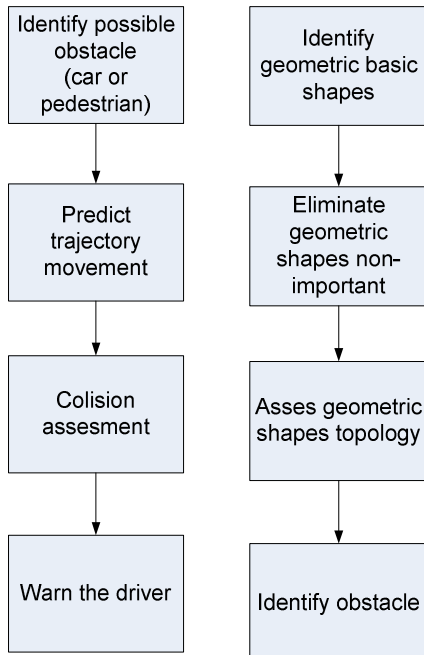 Identify possible
obstacle
(car or
pedestrian)
Predict
trajectory
movement
Colision
assesment
Warn the driver
Identify
geometric basic
shapes
Eliminate
geometric
shapes non-
important
Asses geometric
shapes topology
Identify obstacle